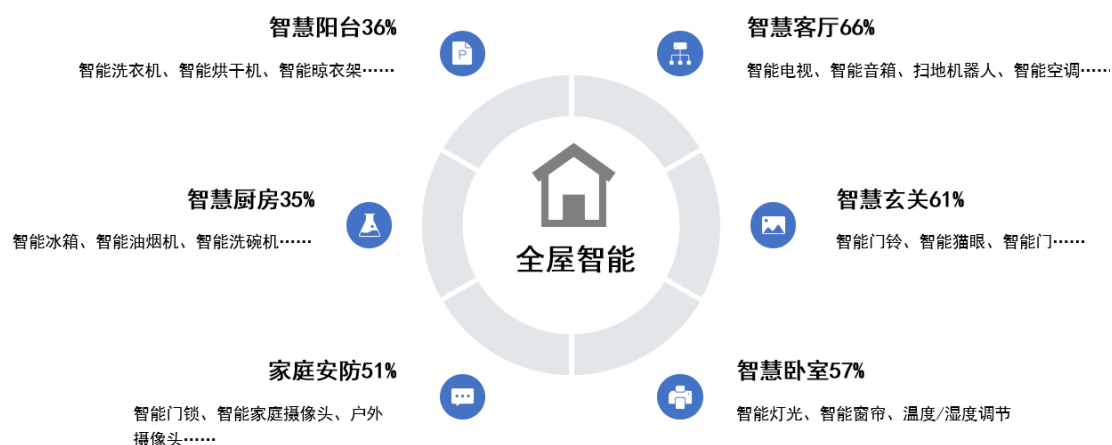 智慧阳台36%
智能洗衣机、智能烘干机、智能晾衣架……
智慧客厅66%
智能电视、智能音箱、扫地机器人、智能空调……
智慧厨房35%
智能冰箱、智能油烟机、智能洗碗机……
全屋智能
智慧玄关61%
智能门铃、智能猫眼、智能门……
家庭安防51%
智能门锁、智能家庭摄像头、户外
摄像头……
智慧卧室57%
智能灯光、智能窗帘、温度/湿度调节
P